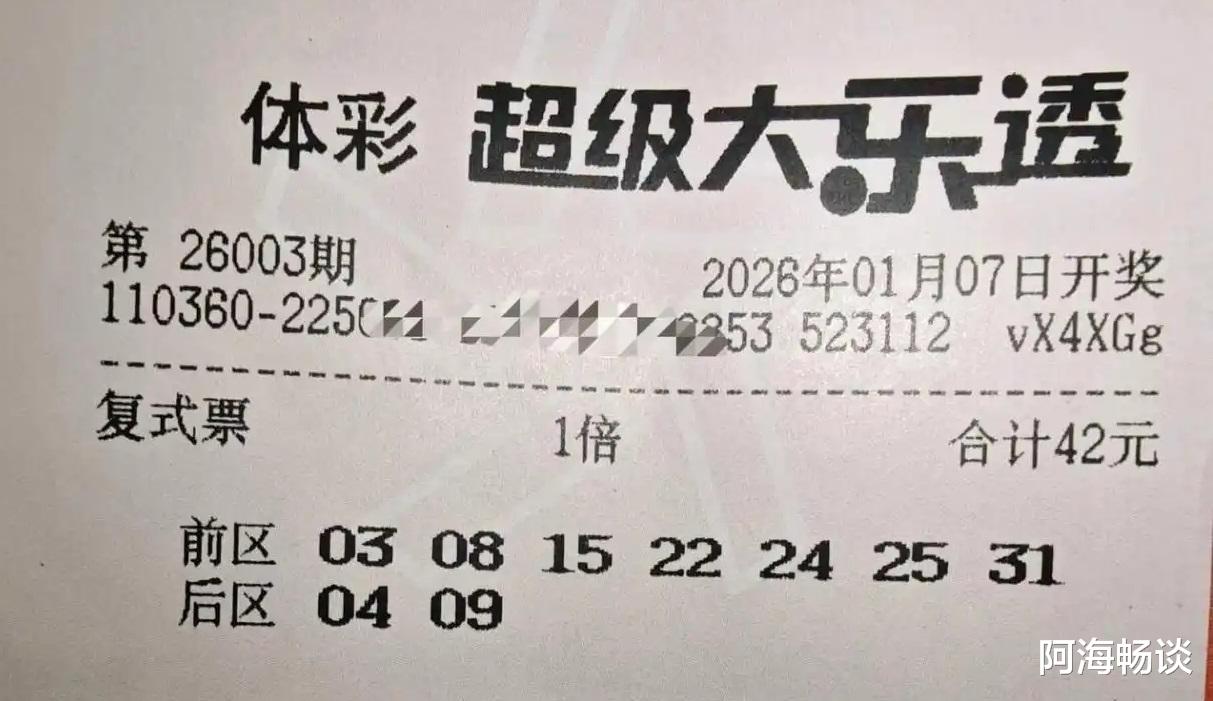 体彩 超级大乐透
第 26003期 2026年01月07日开奖
110360-225 353 523112 vX4XGg
复式票 1倍 合计42元
前区 03 08 15 22 24 25 31
后区 04 09
阿海畅谈